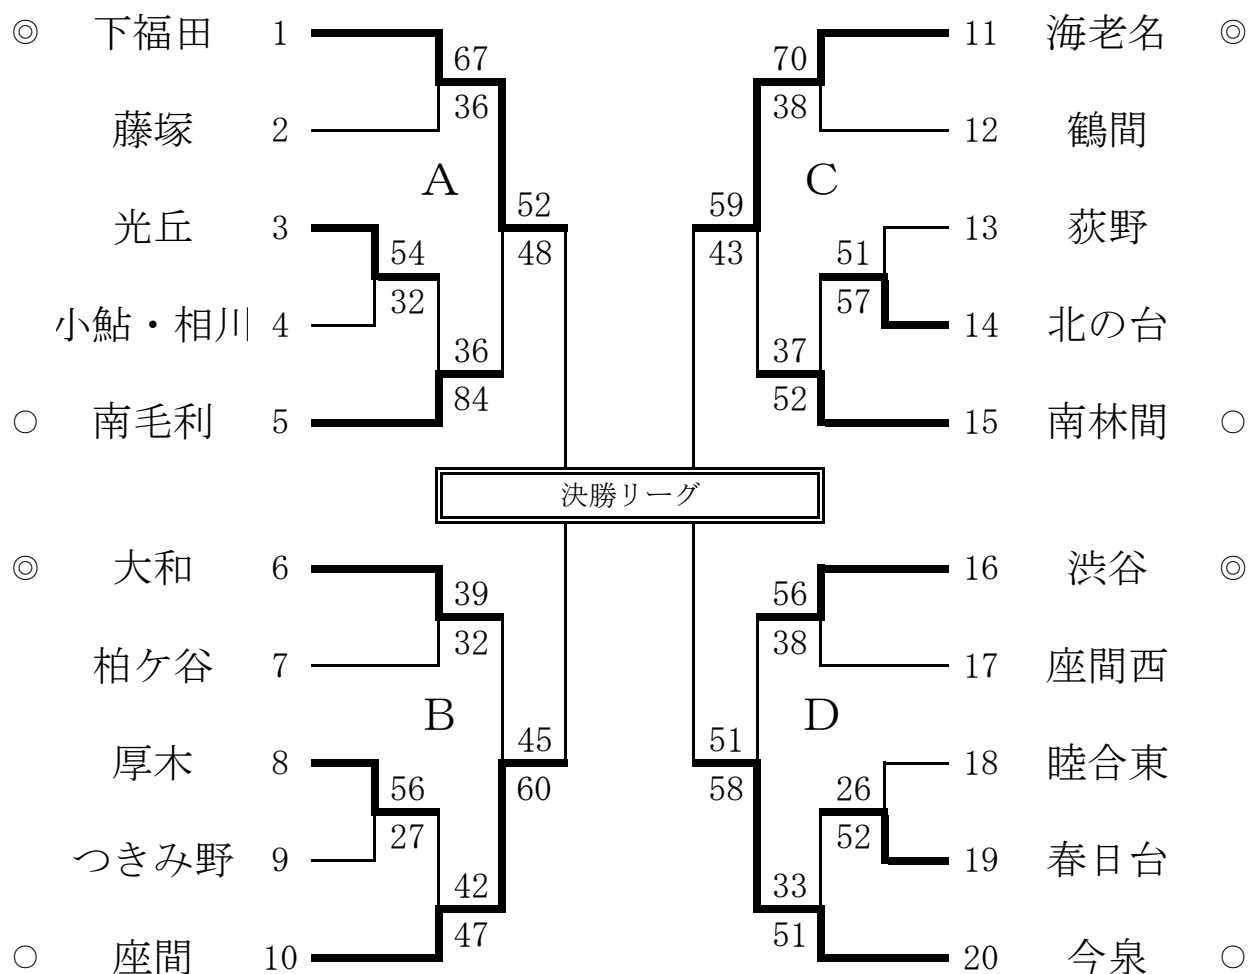 ◎ 下福田 1
67
36
藤塚 2
A
光丘 3
54
32
小鮎・相川 4
52
48
36
84
○ 南毛利 5
11 海老名 ◎
70
38
12 鶴間
C
13 荻野
51
57
14 北の台
59
43
37
52
15 南林間 ○
決勝リーグ
◎ 大和 6
39
32
柏ケ谷 7
B
厚木 8
56
27
つきみ野 9
45
60
42
47
○ 座間 10
16 渋谷 ◎
56
38
17 座間西
D
18 睦合東
26
52
19 春日台
51
58
33
51
20 今泉 ○